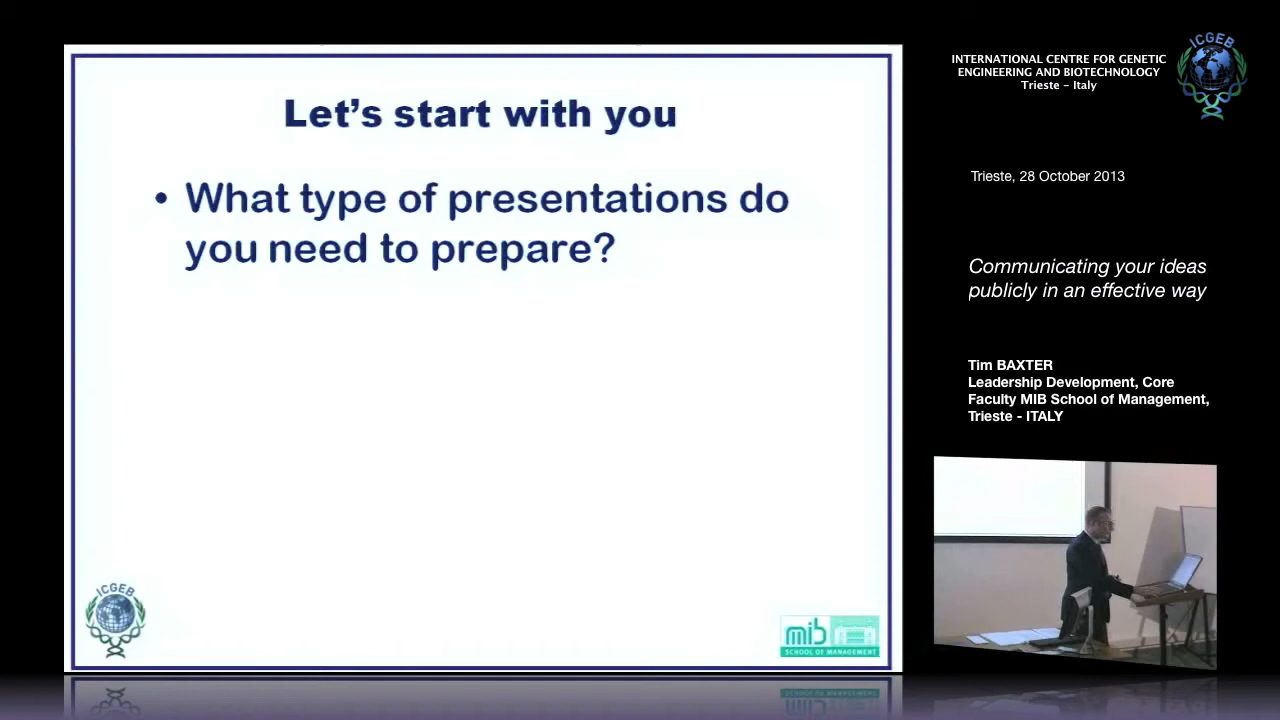 Let's start with you
• What type of presentations do
you need to prepare?
ICGEB
mib
SCHOOL OF MANAGEMENT
INTERNATIONAL CENTRE FOR GENETIC
ENGINEERING AND BIOTECHNOLOGY
Trieste - Italy
ICGEB
Trieste, 28 October 2013
Communicating your ideas
publicly in an effective way
Tim BAXTER
Leadership Development, Core
Faculty MIB School of Management,
Trieste - ITALY